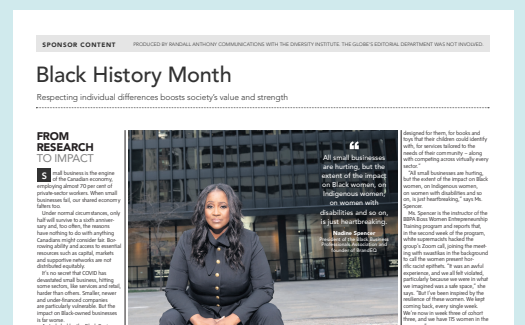 SPONSOR CONTENT
PRODUCED BY RANDALL ANTHONY COMMUNICATIONS WITH THE DIVERSITY INSTITUTE. THE GLOBE'S EDITORIAL DEPARTMENT WAS NOT INVOLVED.
Black History Month
Respecting individual differences boosts society's value and strength
FROM
RESEARCH
TO IMPACT
Small business is the engine
of the Canadian economy,
employing almost 70 per cent of
private-sector workers. When small
businesses fail, our shared economy
falters too.
Under normal circumstances, only
half will survive to a sixth anniver-
sary and, too often, the reasons
have nothing to do with anything
Canadians might consider fair. Bor-
rowing ability and access to essential
resources such as capital, markets
and supportive networks are not
distributed equitably.
It's no secret that COVID has
devastated small business, hitting
some sectors, like services and retail,
harder than others. Smaller, newer
and under-financed companies
are particularly vulnerable. But the
impact on Black-owned businesses
is far worse.
“
All small businesses
are hurting, but the
extent of the impact
on Black women, on
Indigenous women,
on women with
disabilities and so on,
is just heartbreaking.
Nadine Spencer
President of the Black Business
Professionals Association and
founder of BrandEQ
designed for them, for books and
toys that their children could identify
with, for services tailored to the
needs of their community – along
with competing across virtually every
sector."
"All small businesses are hurting,
but the extent of the impact on Black
women, on Indigenous women,
on women with disabilities and so
on, is just heartbreaking," says Ms.
Spencer.
Ms. Spencer is the instructor of the
BBPA Boss Women Entrepreneurship
Training program and reports that,
in the second week of the program,
white supremacists hacked the
group's Zoom call, joining the meet-
ing with swastikas in the background
to call the women present hor-
rific racial epithets. "It was an awful
experience, and we all felt violated,
particularly because we were in what
we imagined was a safe space," she
says. "But I've been inspired by the
resilience of these women. We kept
coming back, every single week.
We're now in week three of cohort
three, and we have 115 women in the